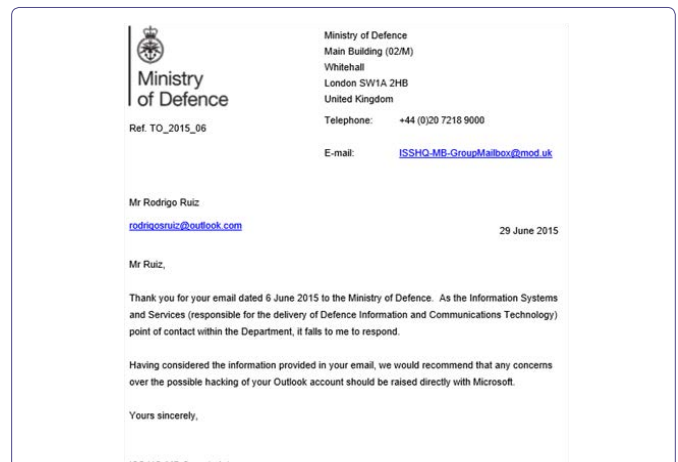 Ministry of Defence
Main Building (02/M)
Whitehall
London SW1A 2HB
United Kingdom
Telephone: +44 (0)20 7218 9000
E-mail: ISSHQ-MB-GroupMailbox@mod.uk
Ministry
of Defence
Ref. TO_2015_06
Mr Rodrigo Ruiz
rodrigosruiz@outlook.com
29 June 2015
Mr Ruiz,
Thank you for your email dated 6 June 2015 to the Ministry of Defence. As the Information Systems
and Services (responsible for the delivery of Defence Information and Communications Technology)
point of contact within the Department, it falls to me to respond.
Having considered the information provided in your email, we would recommend that any concerns
over the possible hacking of your Outlook account should be raised directly with Microsoft.
Yours sincerely,